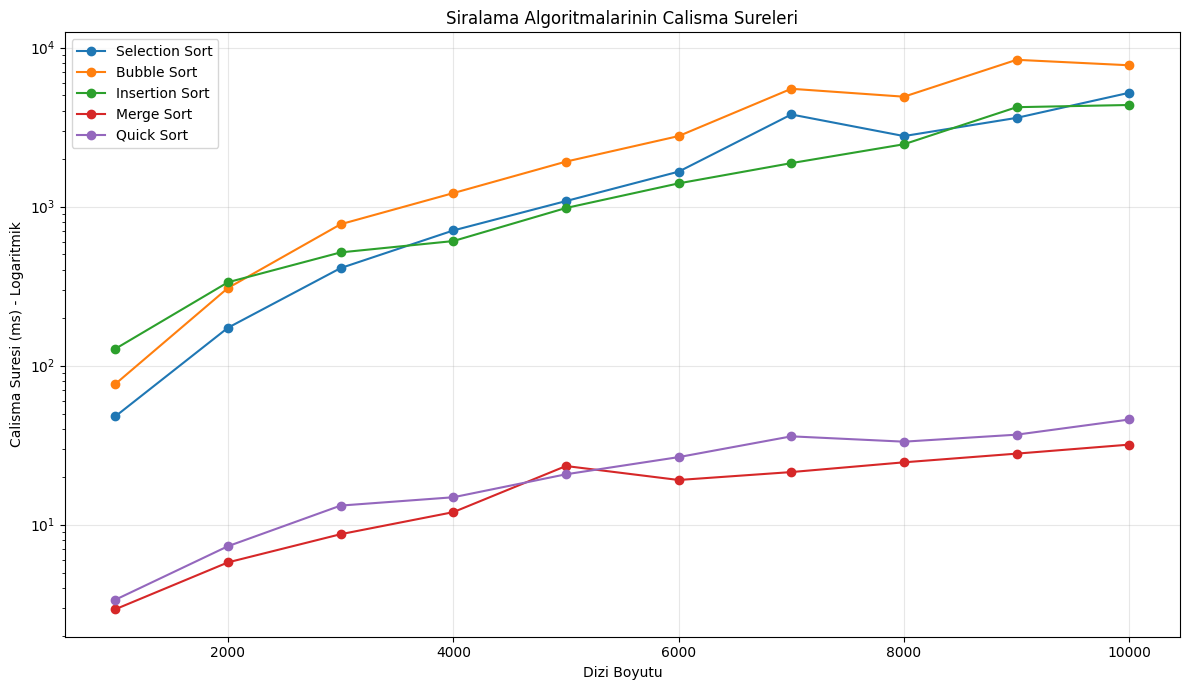 Siralama Algoritmalarinin Calisma Sureleri
Selection Sort
Bubble Sort
Insertion Sort
Merge Sort
Quick Sort
Calisma Suresi (ms) - Logaritmik
10^4
10^3
10^2
10^1
2000
4000
6000
8000
10000
Dizi Boyutu